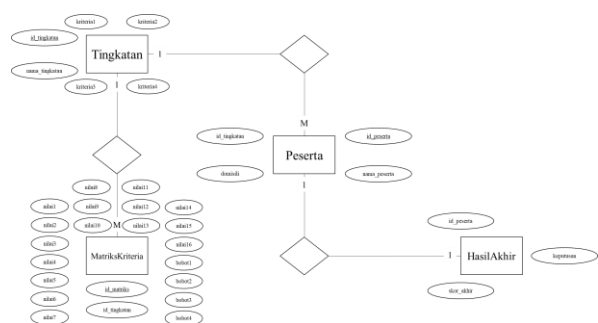 kriteria1
kriteria2
id_tingkatan
Tingkatan
1
nama_tingkatan
1
kriteria3
kriteria4
M
id_tingkatan
id_peserta
Peserta
domisili
nama_peserta
1
nilai8
nilai11
nilai1
nilai9
nilai12
nilai14
nilai2
nilai10
M
nilai13
nilai15
nilai3
nilai16
nilai4
MatriksKriteria
bobot1
nilai5
bobot2
nilai6
id_matriks
bobot3
nilai7
id_tingkatan
bobot4
id_peserta
1
HasilAkhir
keputusan
skor_akhir